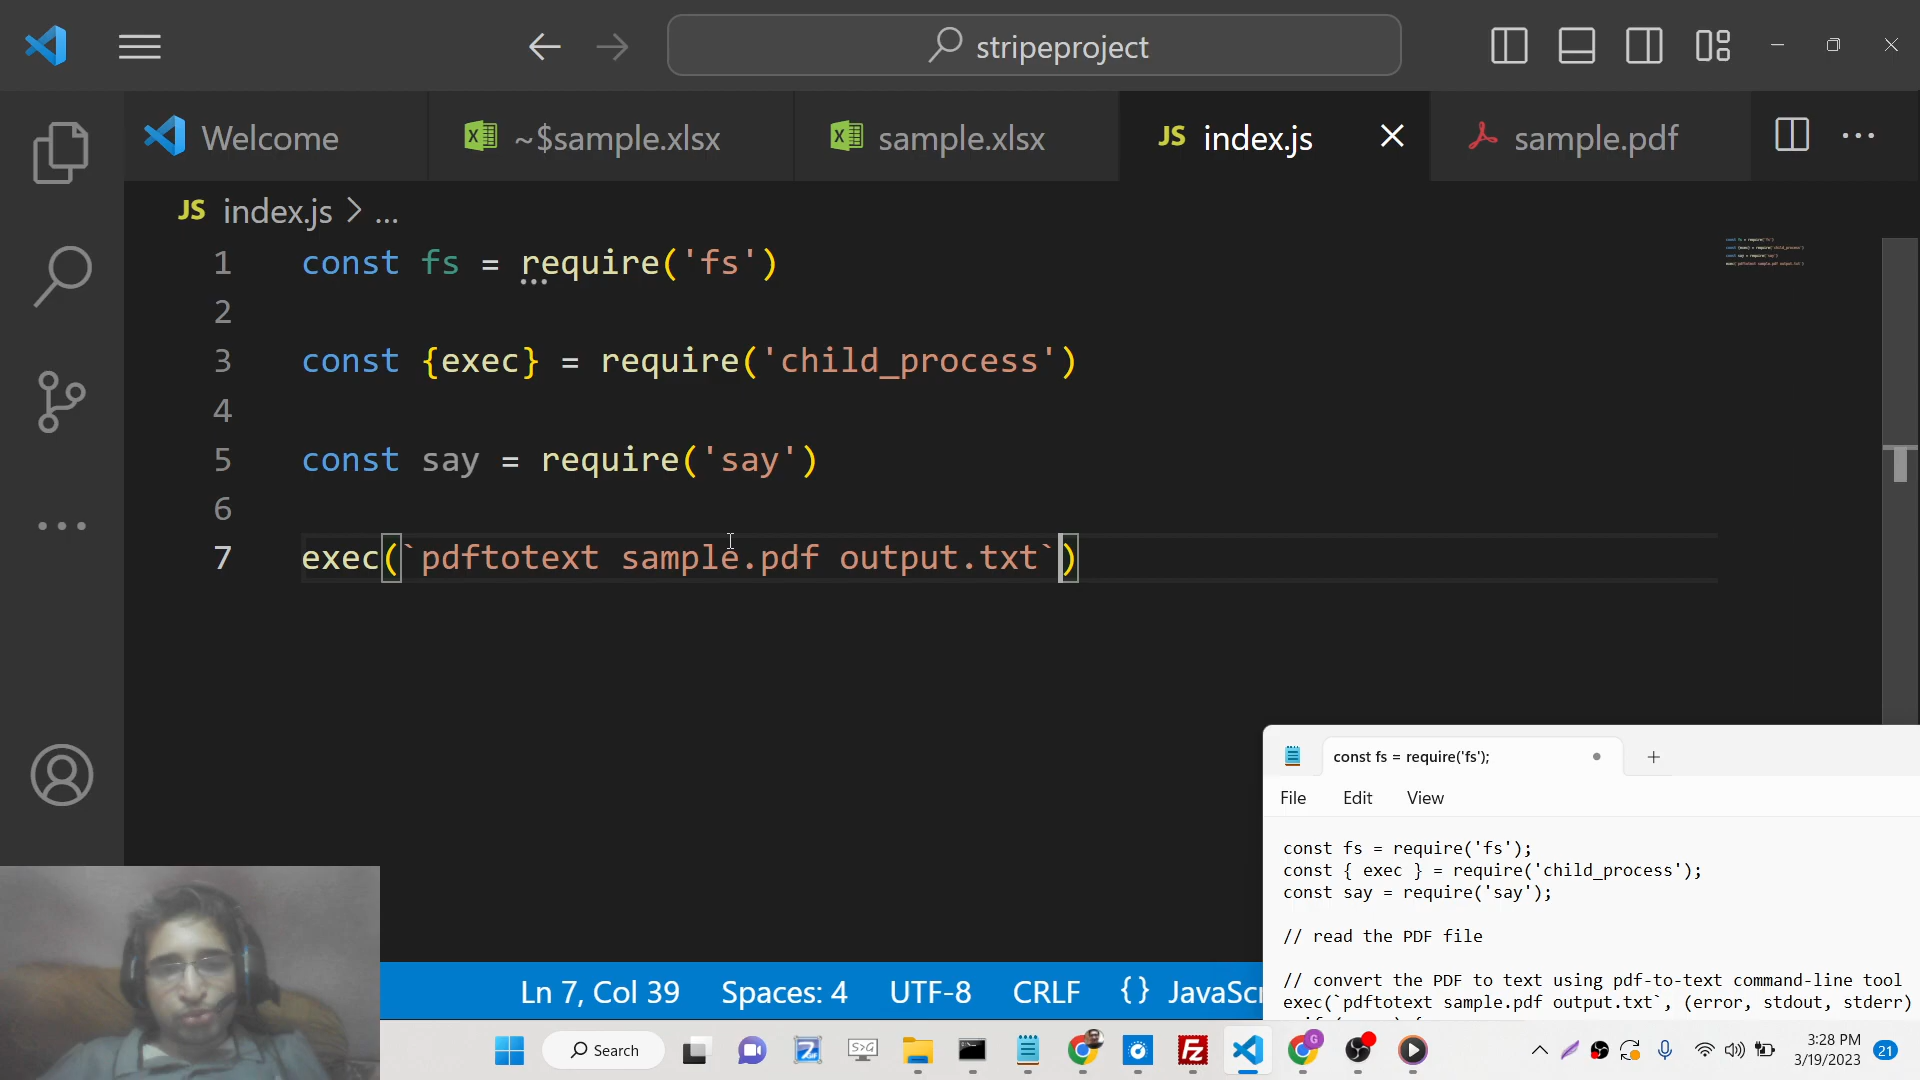 stripeproject
Welcome
~$sample.xlsx
sample.xlsx
JS index.js
sample.pdf
JS index.js > ...
1 const fs = require('fs')
2
3 const {exec} = require('child_process')
4
5 const say = require('say')
6
7 exec(`pdftotext sample.pdf output.txt`)
const fs = require('fs');
File Edit View
const fs = require('fs');
const { exec } = require('child_process');
const say = require('say');
// read the PDF file
// convert the PDF to text using pdf-to-text command-line tool
exec(`pdftotext sample.pdf output.txt`, (error, stdout, stderr)
Ln 7, Col 39 Spaces: 4 UTF-8 CRLF {} JavaScr
Search
3:28 PM
3/19/2023
21